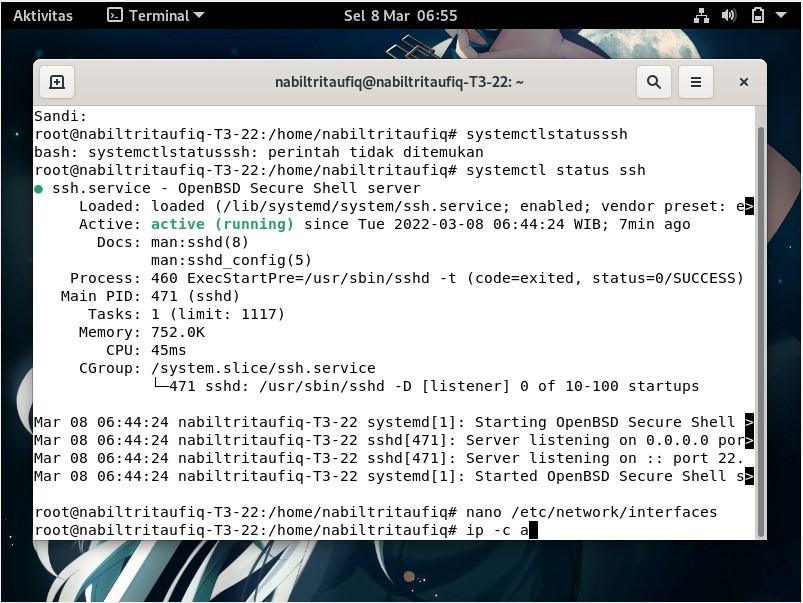 Aktivitas
Terminal
Sel 8 Mar 06:55
nabiltritaufiq@nabiltritaufiq-T3-22: ~
Sandi:
root@nabiltritaufiq-T3-22:/home/nabiltritaufiq# systemctlstatusssh
bash: systemctlstatusssh: perintah tidak ditemukan
root@nabiltritaufiq-T3-22:/home/nabiltritaufiq# systemctl status ssh
● ssh.service - OpenBSD Secure Shell server
     Loaded: loaded (/lib/systemd/system/ssh.service; enabled; vendor preset: e>
     Active: active (running) since Tue 2022-03-08 06:44:24 WIB; 7min ago
       Docs: man:sshd(8)
             man:sshd_config(5)
    Process: 460 ExecStartPre=/usr/sbin/sshd -t (code=exited, status=0/SUCCESS)
   Main PID: 471 (sshd)
      Tasks: 1 (limit: 1117)
     Memory: 752.0K
        CPU: 45ms
     CGroup: /system.slice/ssh.service
             └─471 sshd: /usr/sbin/sshd -D [listener] 0 of 10-100 startups
Mar 08 06:44:24 nabiltritaufiq-T3-22 systemd[1]: Starting OpenBSD Secure Shell >
Mar 08 06:44:24 nabiltritaufiq-T3-22 sshd[471]: Server listening on 0.0.0.0 por>
Mar 08 06:44:24 nabiltritaufiq-T3-22 sshd[471]: Server listening on :: port 22.
Mar 08 06:44:24 nabiltritaufiq-T3-22 systemd[1]: Started OpenBSD Secure Shell s>
root@nabiltritaufiq-T3-22:/home/nabiltritaufiq# nano /etc/network/interfaces
root@nabiltritaufiq-T3-22:/home/nabiltritaufiq# ip -c a